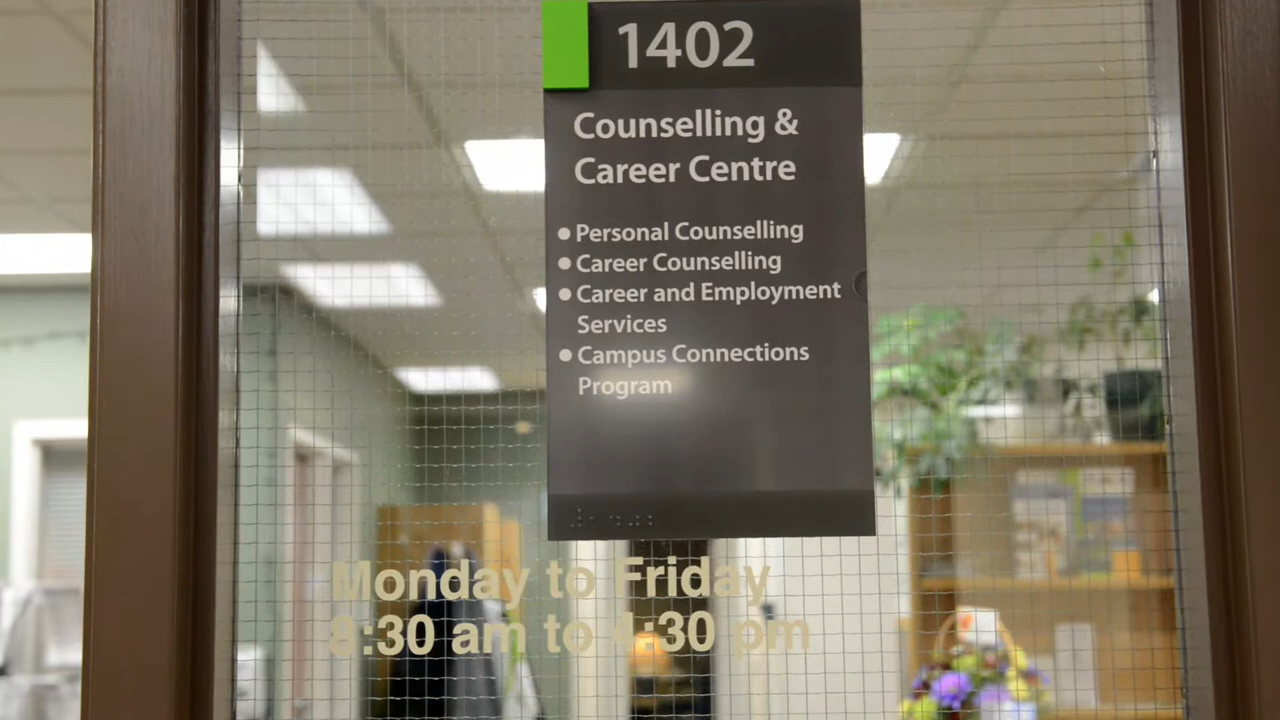 1402
Counselling &
Career Centre
● Personal Counselling
● Career Counselling
● Career and Employment
Services
● Campus Connections
Program
Monday to Friday
8:30 am to 4:30 pm